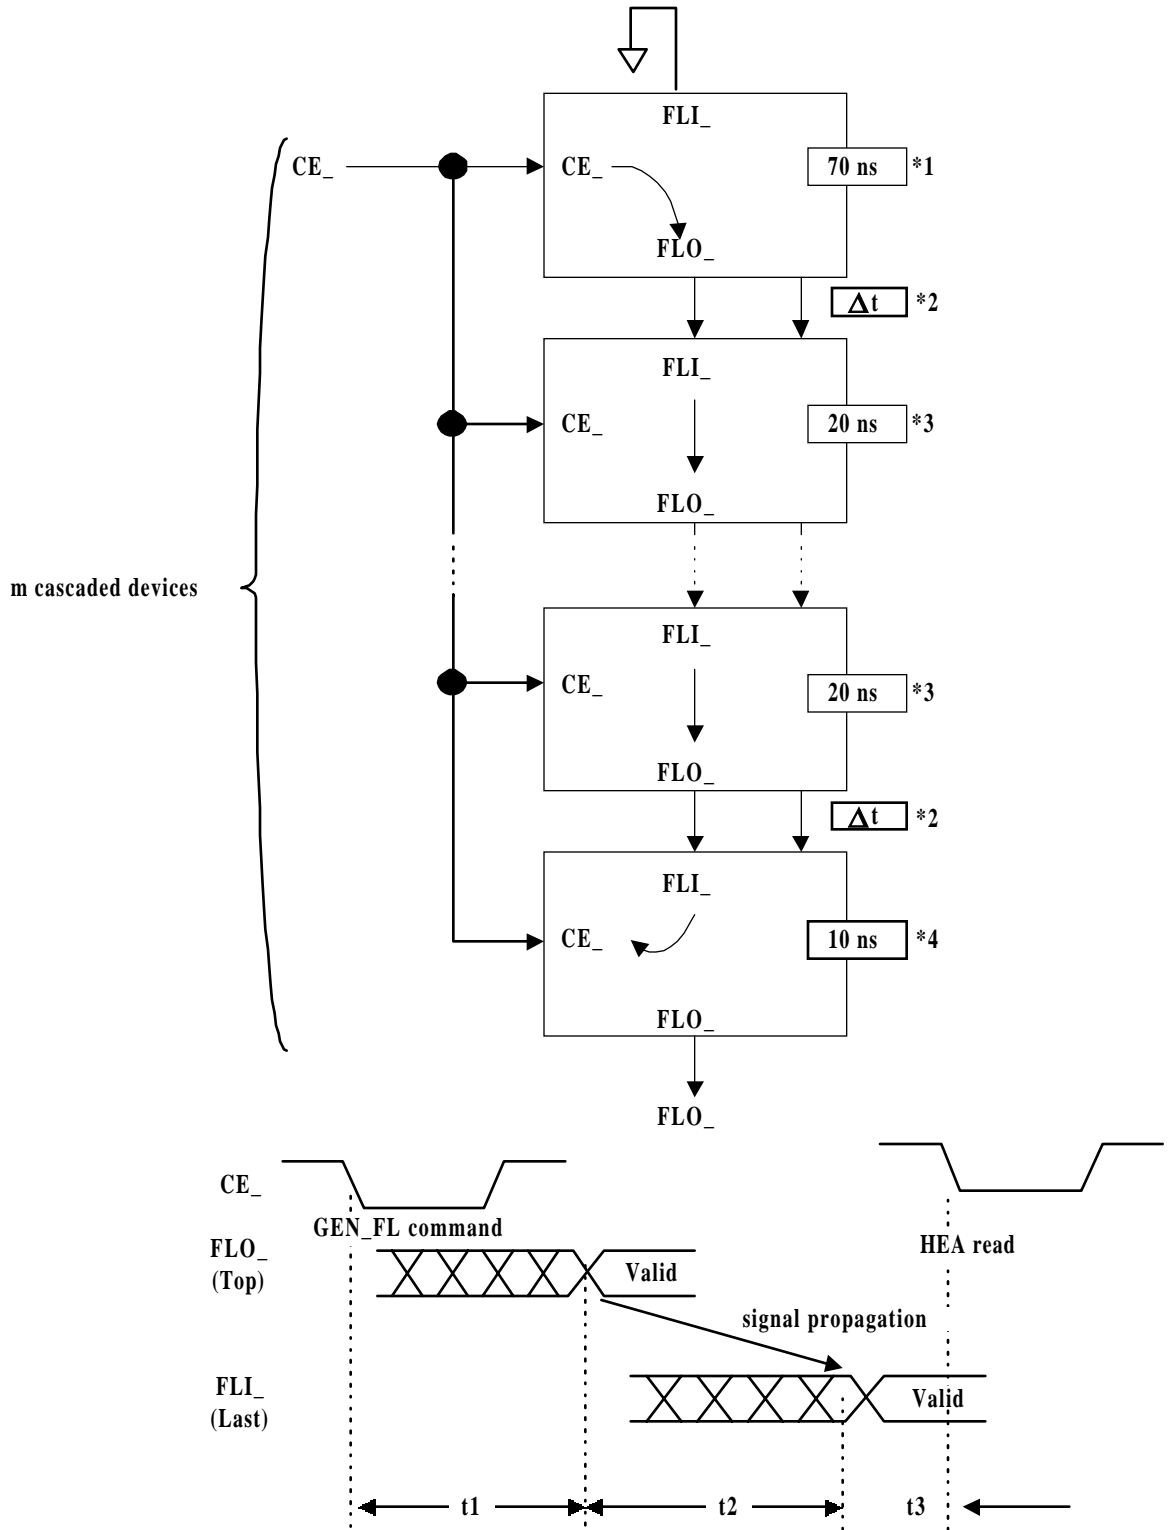 FLI_
CE_
CE_
70 ns
*1
FLO_
Δt
*2
FLI_
CE_
20 ns
*3
FLO_
m cascaded devices
FLI_
CE_
20 ns
*3
FLO_
Δt
*2
FLI_
CE_
10 ns
*4
FLO_
FLO_
CE_
GEN_FL command
HEA read
FLO_
(Top)
Valid
signal propagation
FLI_
(Last)
Valid
t1
t2
t3